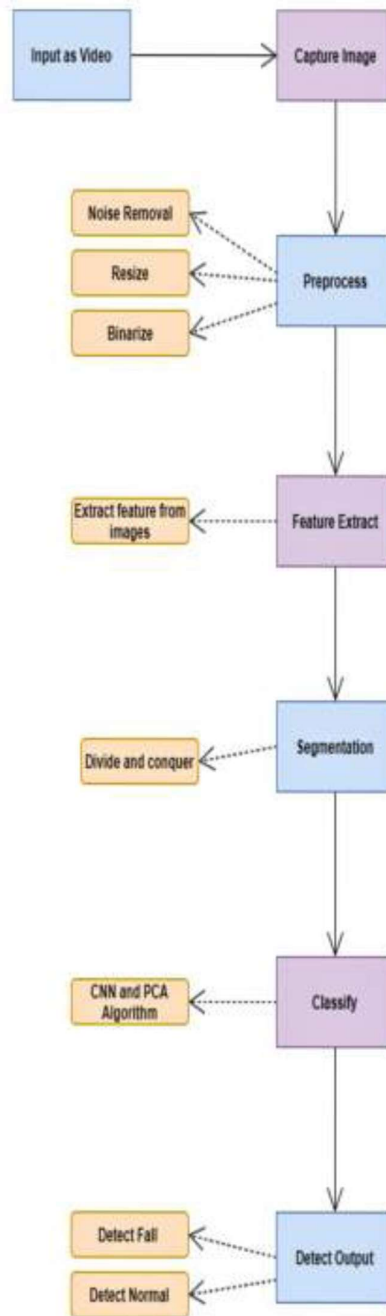 Input as Video
Capture Image
Noise Removal
Resize
Binarize
Preprocess
Extract feature from
images
Feature Extract
Divide and conquer
Segmentation
CNN and PCA
Algorithm
Classify
Detect Fall
Detect Normal
Detect Output